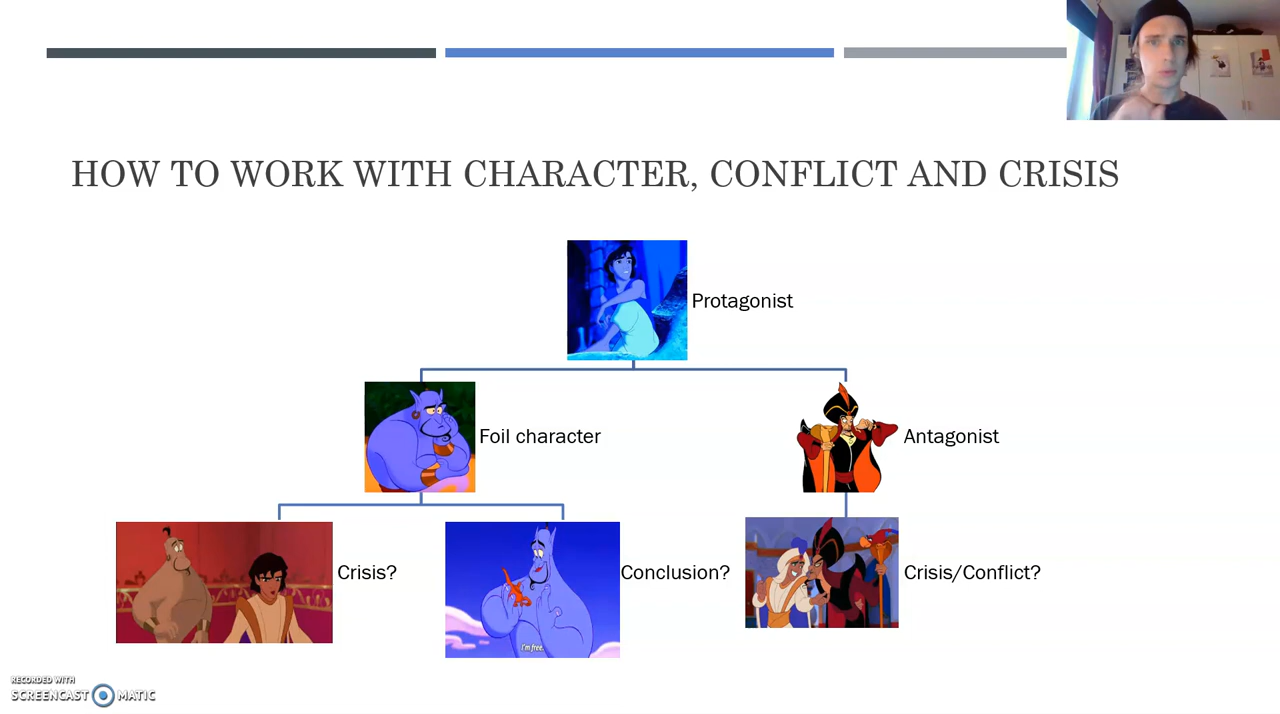 HOW TO WORK WITH CHARACTER, CONFLICT AND CRISIS
Protagonist
Foil character
Antagonist
Crisis?
Conclusion?
Crisis/Conflict?
I'm free.
RECORDED WITH
SCREENCAST MATIC